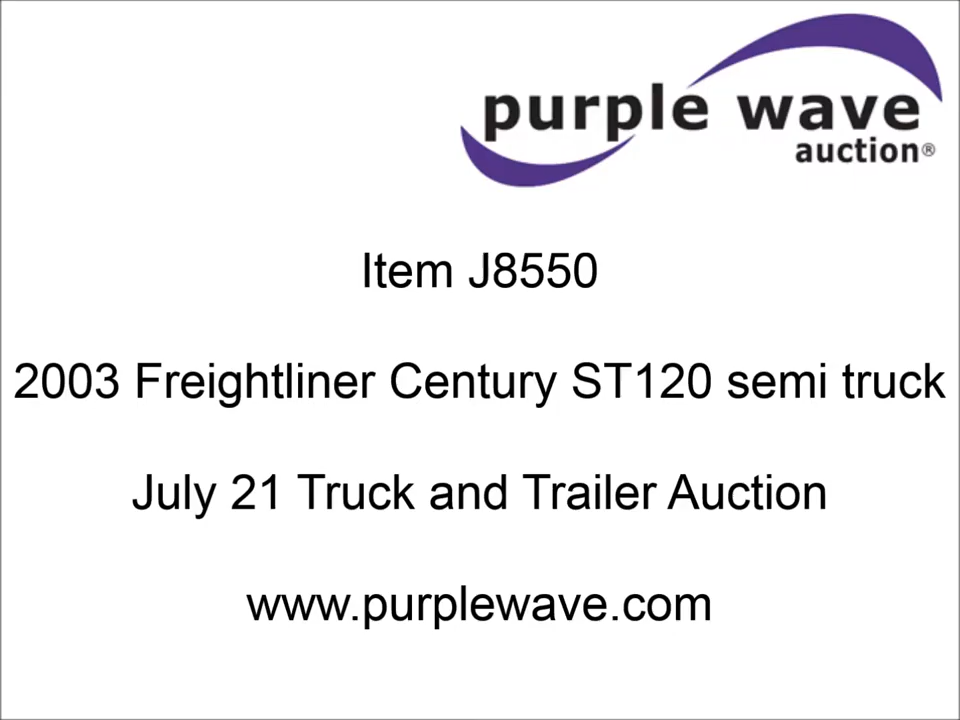 purple wave
auction®
Item J8550
2003 Freightliner Century ST120 semi truck
July 21 Truck and Trailer Auction
www.purplewave.com